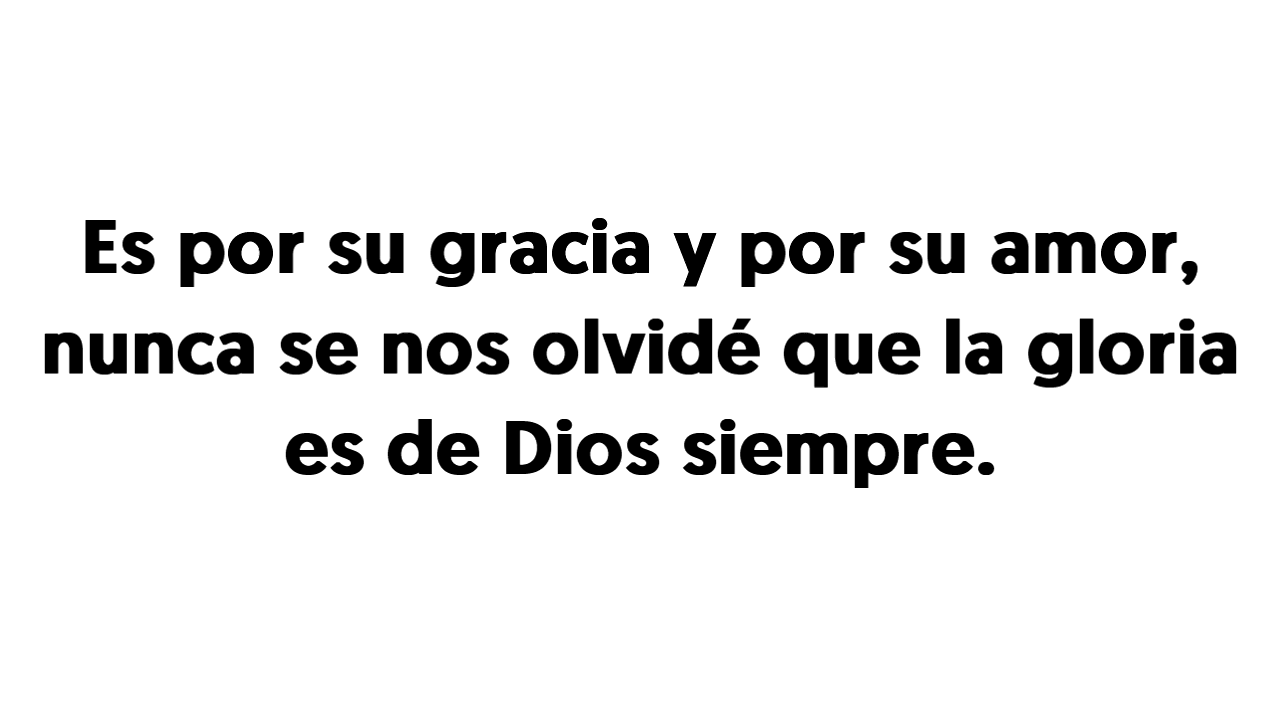 Es por su gracia y por su amor,
nunca se nos olvidé que la gloria
es de Dios siempre.